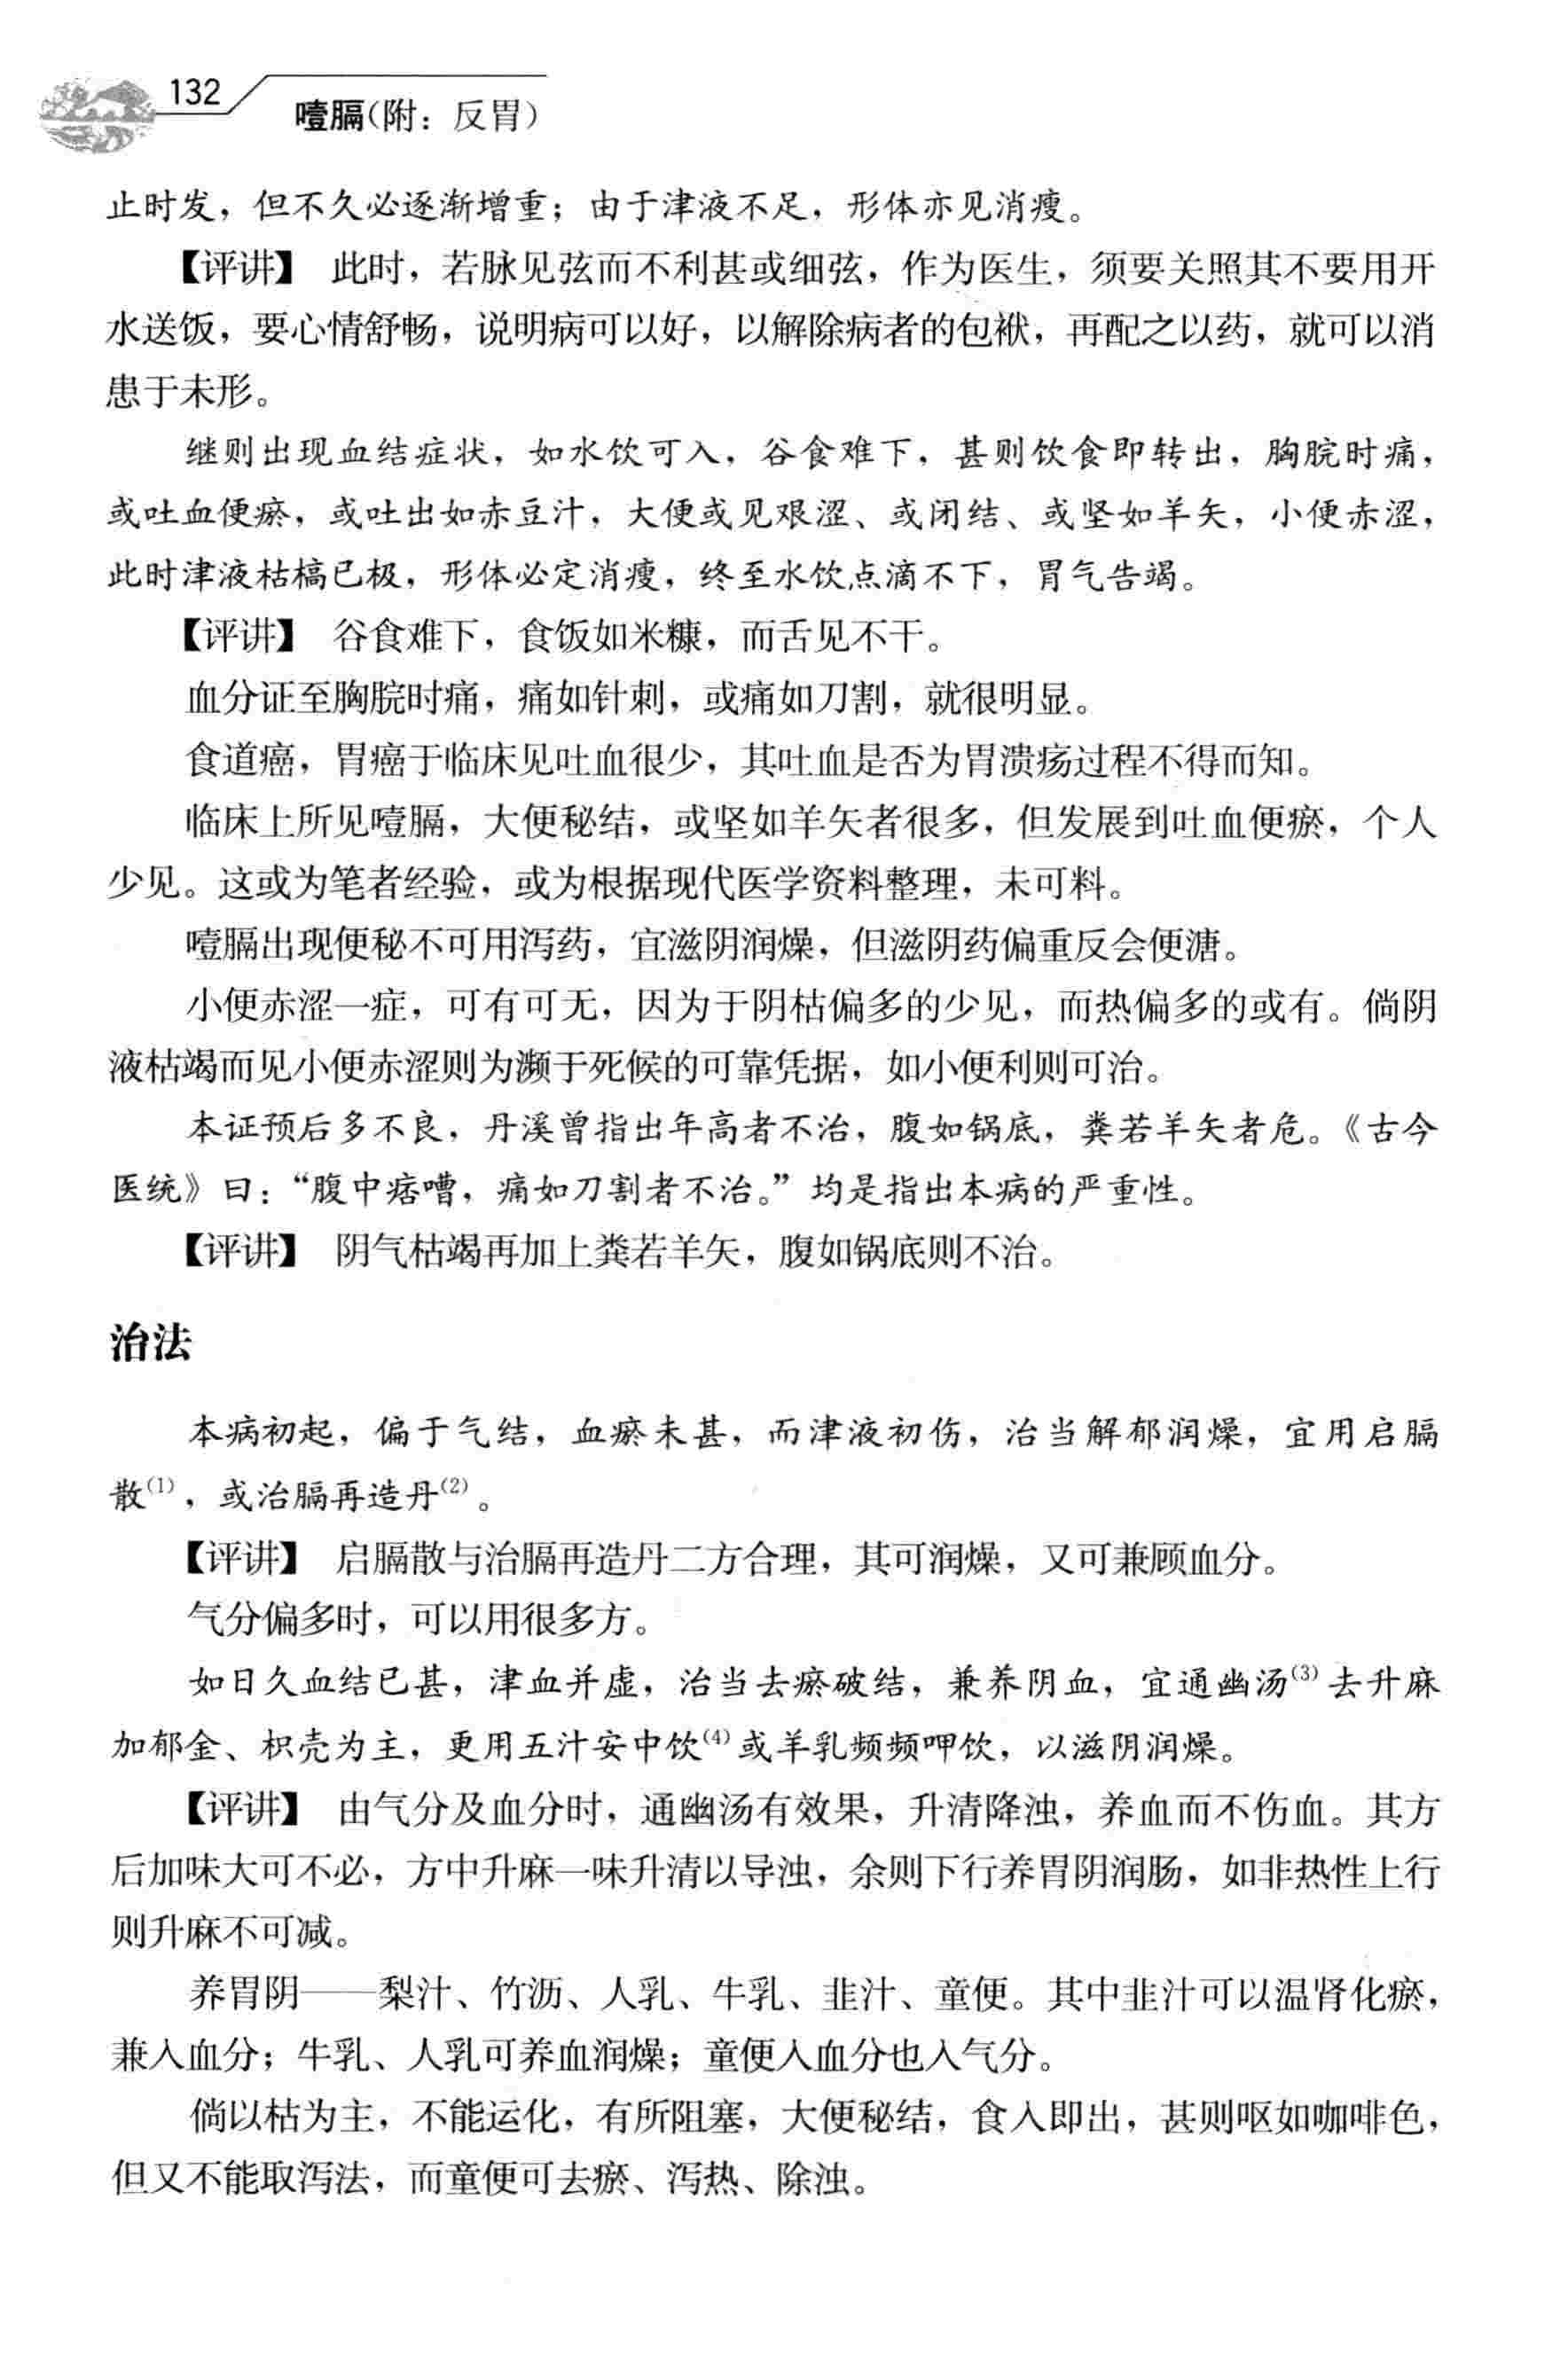 132
噎膈(附：反胃)
止时发，但不久必逐渐增重；由于津液不足，形体亦见消瘦。
【评讲】 此时，若脉见弦而不利甚或细弦，作为医生，须要关照其不要用开
水送饭，要心情舒畅，说明病可以好，以解除病者的包袱，再配之以药，就可以消
患于未形。
继则出现血结症状，如水饮可入，谷食难下，甚则饮食即转出，胸脘时痛，
或吐血便瘀，或吐出如赤豆汁，大便或见艰涩、或闭结、或坚如羊矢，小便赤涩，
此时津液枯槁已极，形体必定消瘦，终至水饮点滴不下，胃气告竭。
【评讲】 谷食难下，食饭如米糠，而舌见不干。
血分证至胸脘时痛，痛如针刺，或痛如刀割，就很明显。
食道癌，胃癌于临床见吐血很少，其吐血是否为胃溃疡过程不得而知。
临床上所见噎膈，大便秘结，或坚如羊矢者很多，但发展到吐血便瘀，个人
少见。这或为笔者经验，或为根据现代医学资料整理，未可料。
噎膈出现便秘不可用泻药，宜滋阴润燥，但滋阴药偏重反会便溏。
小便赤涩一症，可有可无，因为于阴枯偏多的少见，而热偏多的或有。倘阴
液枯竭而见小便赤涩则为濒于死候的可靠凭据，如小便利则可治。
本证预后多不良，丹溪曾指出年高者不治，腹如锅底，粪若羊矢者危。《古今
医统》曰：“腹中痞嘈，痛如刀割者不治。”均是指出本病的严重性。
【评讲】 阴气枯竭再加上粪若羊矢，腹如锅底则不治。
治法
本病初起，偏于气结，血瘀未甚，而津液初伤，治当解郁润燥，宜用启膈
散⁽¹⁾，或治膈再造丹⁽²⁾。
【评讲】 启膈散与治膈再造丹二方合理，其可润燥，又可兼顾血分。
气分偏多时，可以用很多方。
如日久血结已甚，津血并虚，治当去瘀破结，兼养阴血，宜通幽汤⁽³⁾去升麻
加郁金、枳壳为主，更用五汁安中饮⁽⁴⁾或羊乳频频呷饮，以滋阴润燥。
【评讲】 由气分及血分时，通幽汤有效果，升清降浊，养血而不伤血。其方
后加味大可不必，方中升麻一味升清以导浊，余则下行养胃阴润肠，如非热性上行
则升麻不可减。
养胃阴——梨汁、竹沥、人乳、牛乳、韭汁、童便。其中韭汁可以温肾化瘀，
兼入血分；牛乳、人乳可养血润燥；童便入血分也入气分。
倘以枯为主，不能运化，有所阻塞，大便秘结，食入即出，甚则呕如咖啡色，
但又不能取泻法，而童便可去瘀、泻热、除浊。